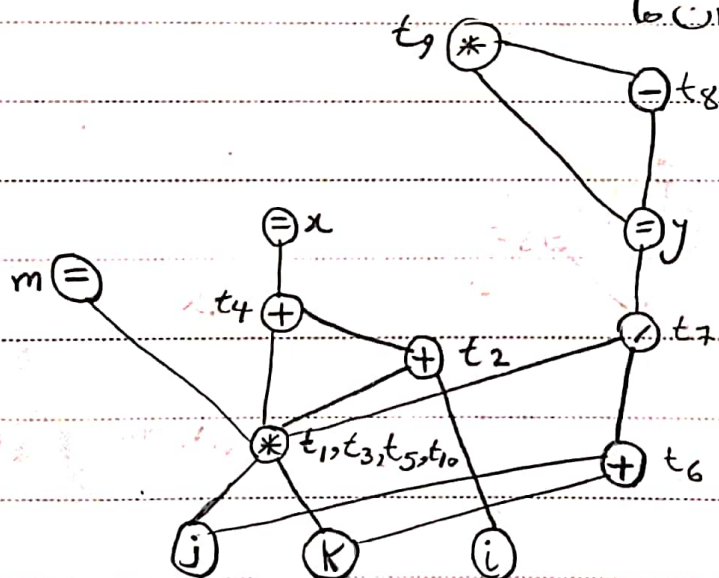 t9 *
- t8
= x
= y
m =
t4 +
+ t2
/ t7
* t1, t3, t5, t10
+ t6
j k i